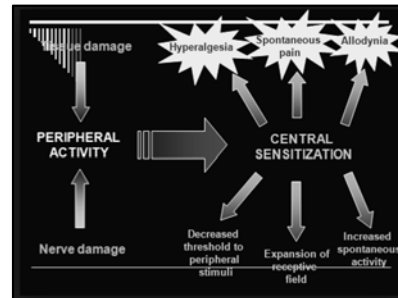 Tissue damage
Hyperalgesia
Spontaneous
pain
Allodynia
PERIPHERAL
ACTIVITY
CENTRAL
SENSITIZATION
Nerve damage
Decreased
threshold to
peripheral
stimuli
Expansion of
receptive
field
Increased
spontaneous
activity